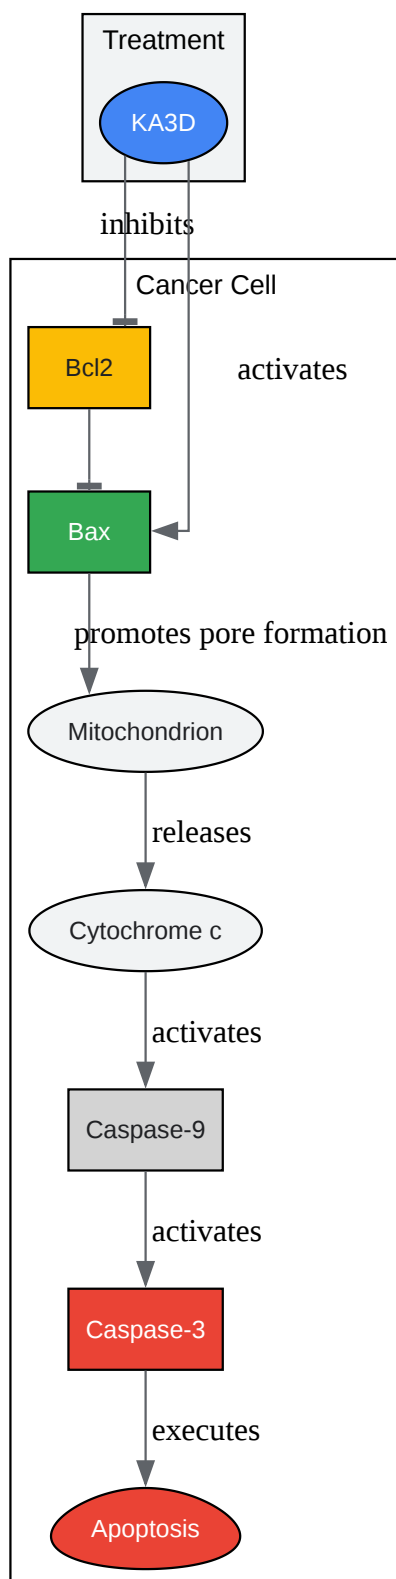 Treatment
KA3D
inhibits
Cancer Cell
Bcl2
activates
Bax
promotes pore formation
Mitochondrion
releases
Cytochrome c
activates
Caspase-9
activates
Caspase-3
executes
Apoptosis